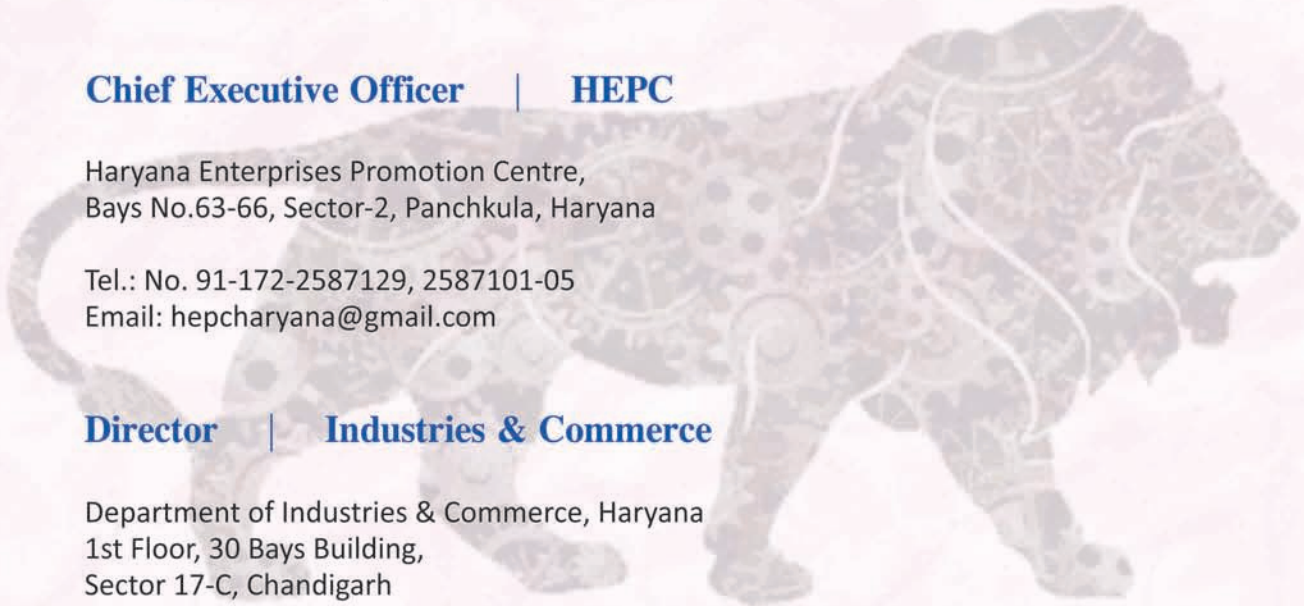 Chief Executive Officer | HEPC
Haryana Enterprises Promotion Centre,
Bays No.63-66, Sector-2, Panchkula, Haryana
Tel.: No. 91-172-2587129, 2587101-05
Email: hepcharyana@gmail.com
Director | Industries & Commerce
Department of Industries & Commerce, Haryana
1st Floor, 30 Bays Building,
Sector 17-C, Chandigarh